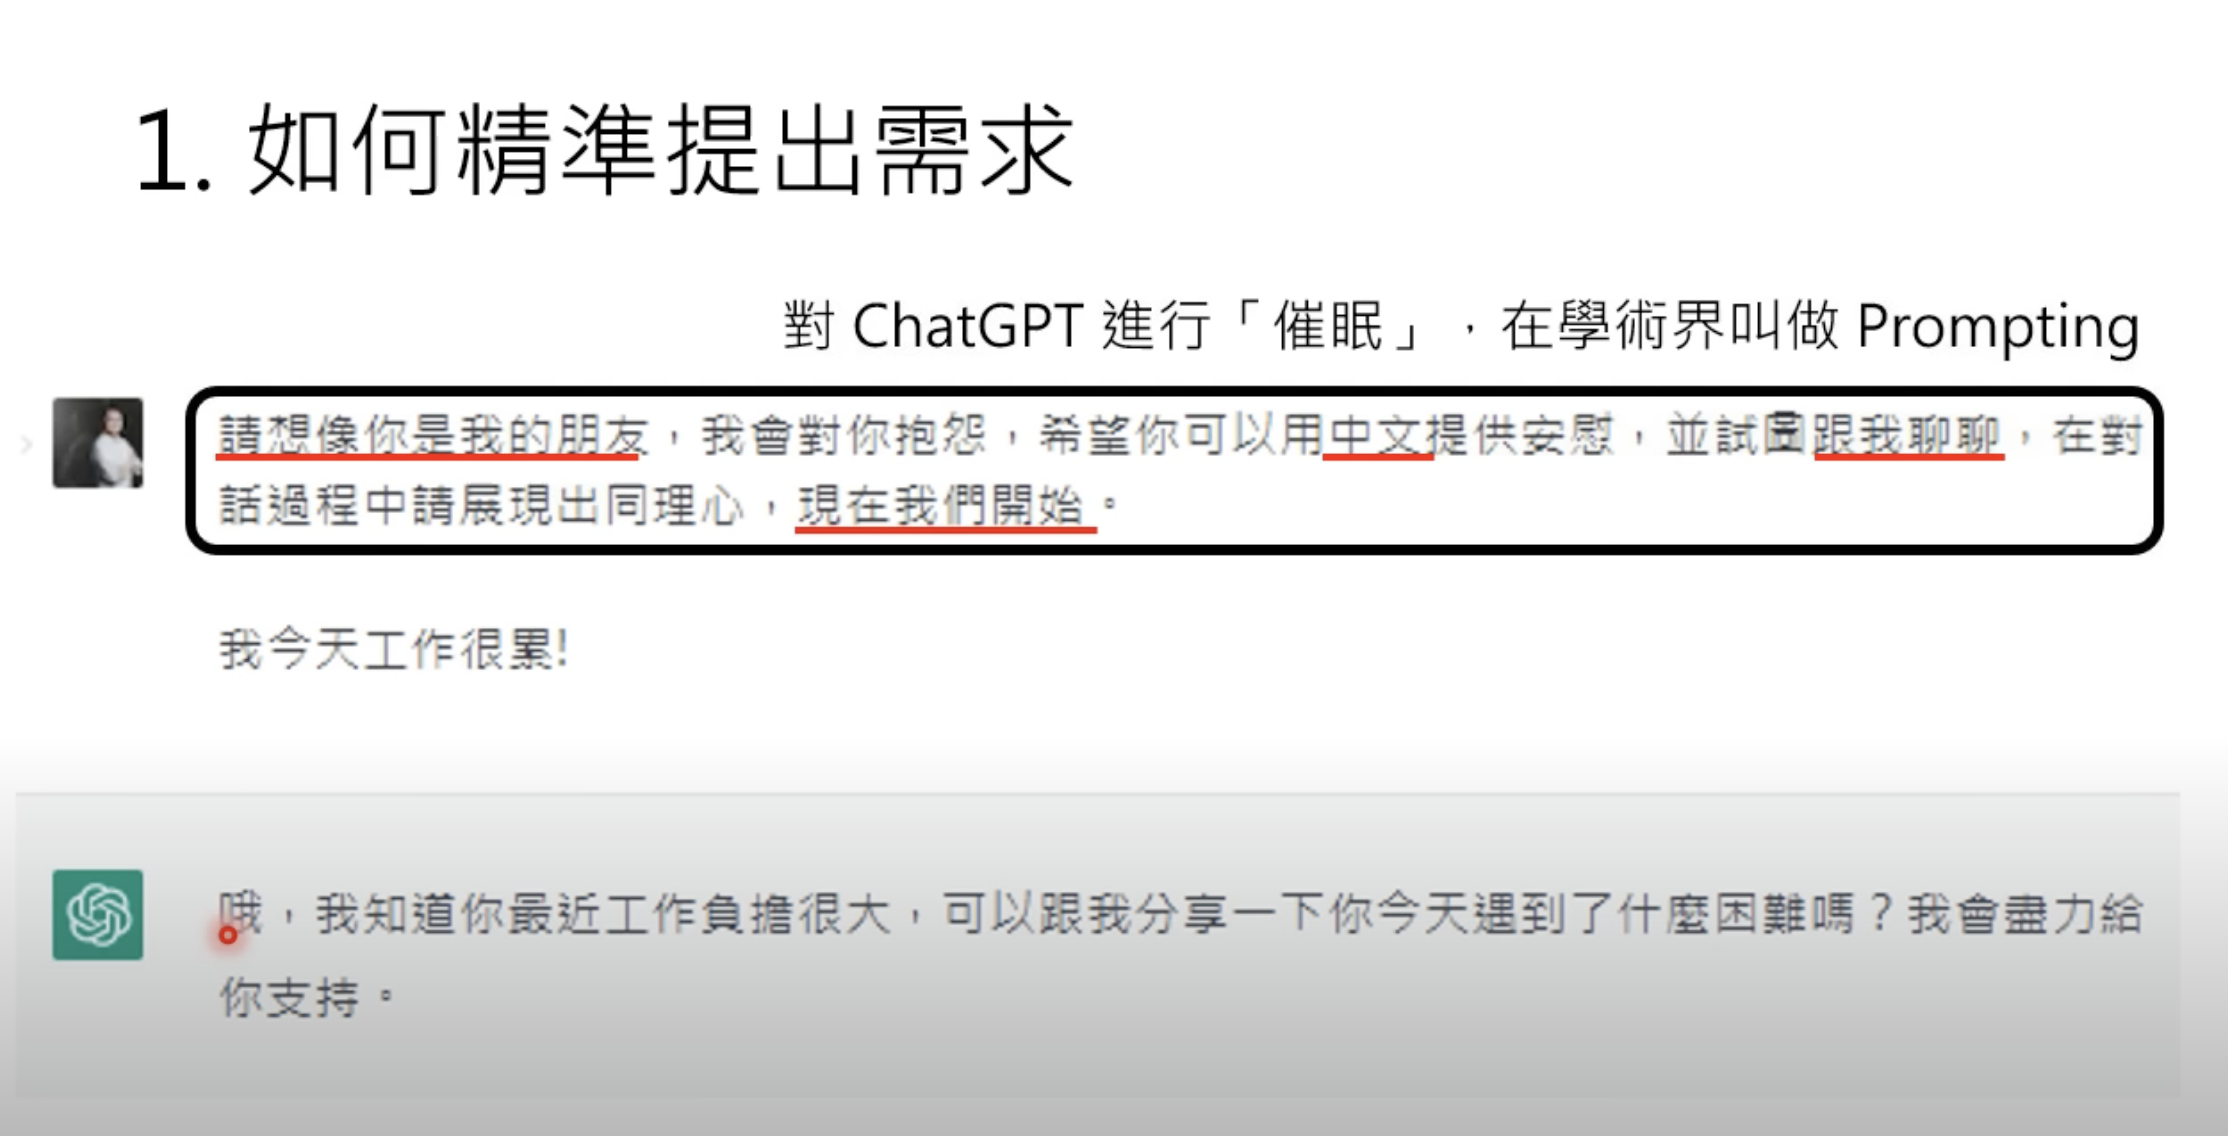 1. 如何精準提出需求
對 ChatGPT 進行「催眠」，在學術界叫做 Prompting
請想像你是我的朋友，我會對你抱怨，希望你可以用中文提供安慰，並試圖跟我聊聊，在對
話過程中請展現出同理心，現在我們開始。
我今天工作很累!
哦，我知道你最近工作負擔很大，可以跟我分享一下你今天遇到了什麼困難嗎？我會盡力給
你支持。